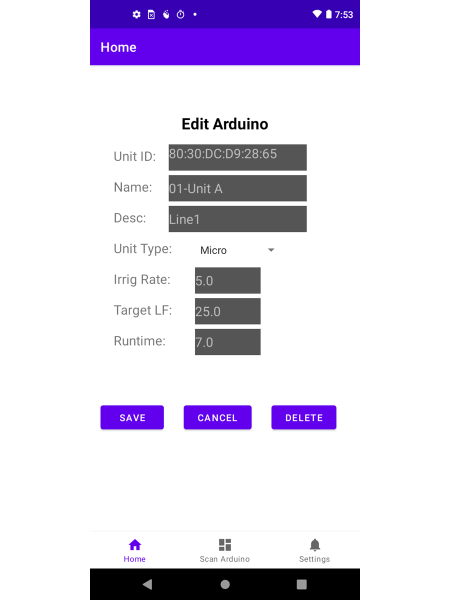 7:53
Home
Edit Arduino
Unit ID: 80:30:DC:D9:28:65
Name: 01-Unit A
Desc: Line1
Unit Type: Micro
Irrig Rate: 5.0
Target LF: 25.0
Runtime: 7.0
SAVE CANCEL DELETE
Home Scan Arduino Settings